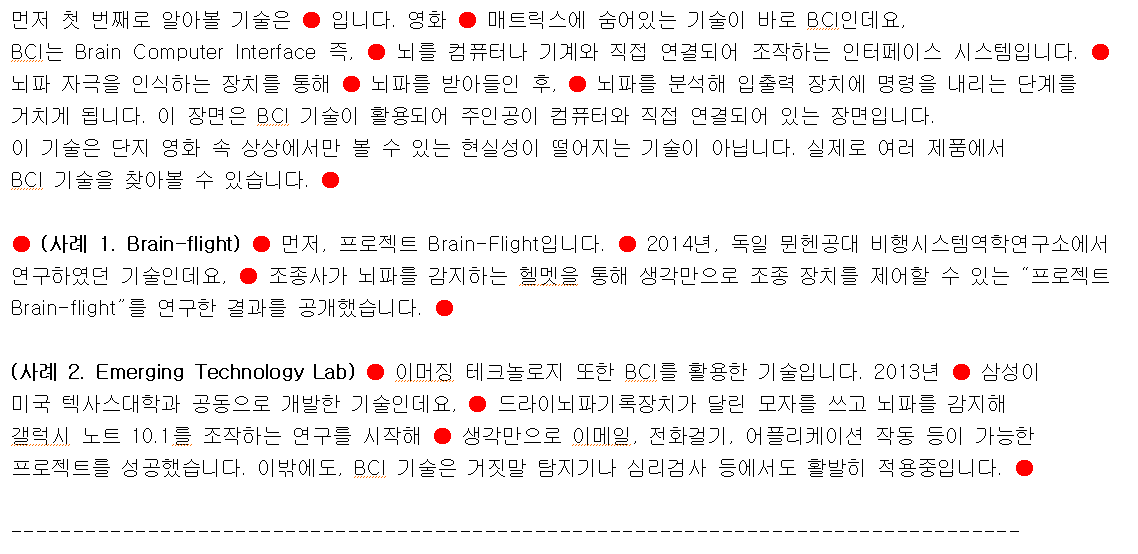 먼저 첫 번째로 알아볼 기술은 ● 입니다. 영화 ● 매트릭스에 숨어있는 기술이 바로 BCI인데요,
BCI는 Brain Computer Interface 즉, ● 뇌를 컴퓨터나 기계와 직접 연결되어 조작하는 인터페이스 시스템입니다. ●
뇌파 자극을 인식하는 장치를 통해 ● 뇌파를 받아들인 후, ● 뇌파를 분석해 입출력 장치에 명령을 내리는 단계를
거치게 됩니다. 이 장면은 BCI 기술이 활용되어 주인공이 컴퓨터와 직접 연결되어 있는 장면입니다.
이 기술은 단지 영화 속 상상에서만 볼 수 있는 현실성이 떨어지는 기술이 아닙니다. 실제로 여러 제품에서
BCI 기술을 찾아볼 수 있습니다. ●
● (사례 1. Brain-flight) ● 먼저, 프로젝트 Brain-Flight입니다. ● 2014년, 독일 뮌헨공대 비행시스템역학연구소에서
연구하였던 기술인데요, ● 조종사가 뇌파를 감지하는 헬멧을 통해 생각만으로 조종 장치를 제어할 수 있는 “프로젝트
Brain-flight”를 연구한 결과를 공개했습니다. ●
(사례 2. Emerging Technology Lab) ● 이머징 테크놀로지 또한 BCI를 활용한 기술입니다. 2013년 ● 삼성이
미국 텍사스대학과 공동으로 개발한 기술인데요, ● 드라이뇌파기록장치가 달린 모자를 쓰고 뇌파를 감지해
갤럭시 노트 10.1를 조작하는 연구를 시작해 ● 생각만으로 이메일, 전화걸기, 어플리케이션 작동 등이 가능한
프로젝트를 성공했습니다. 이밖에도, BCI 기술은 거짓말 탐지기나 심리검사 등에서도 활발히 적용중입니다. ●